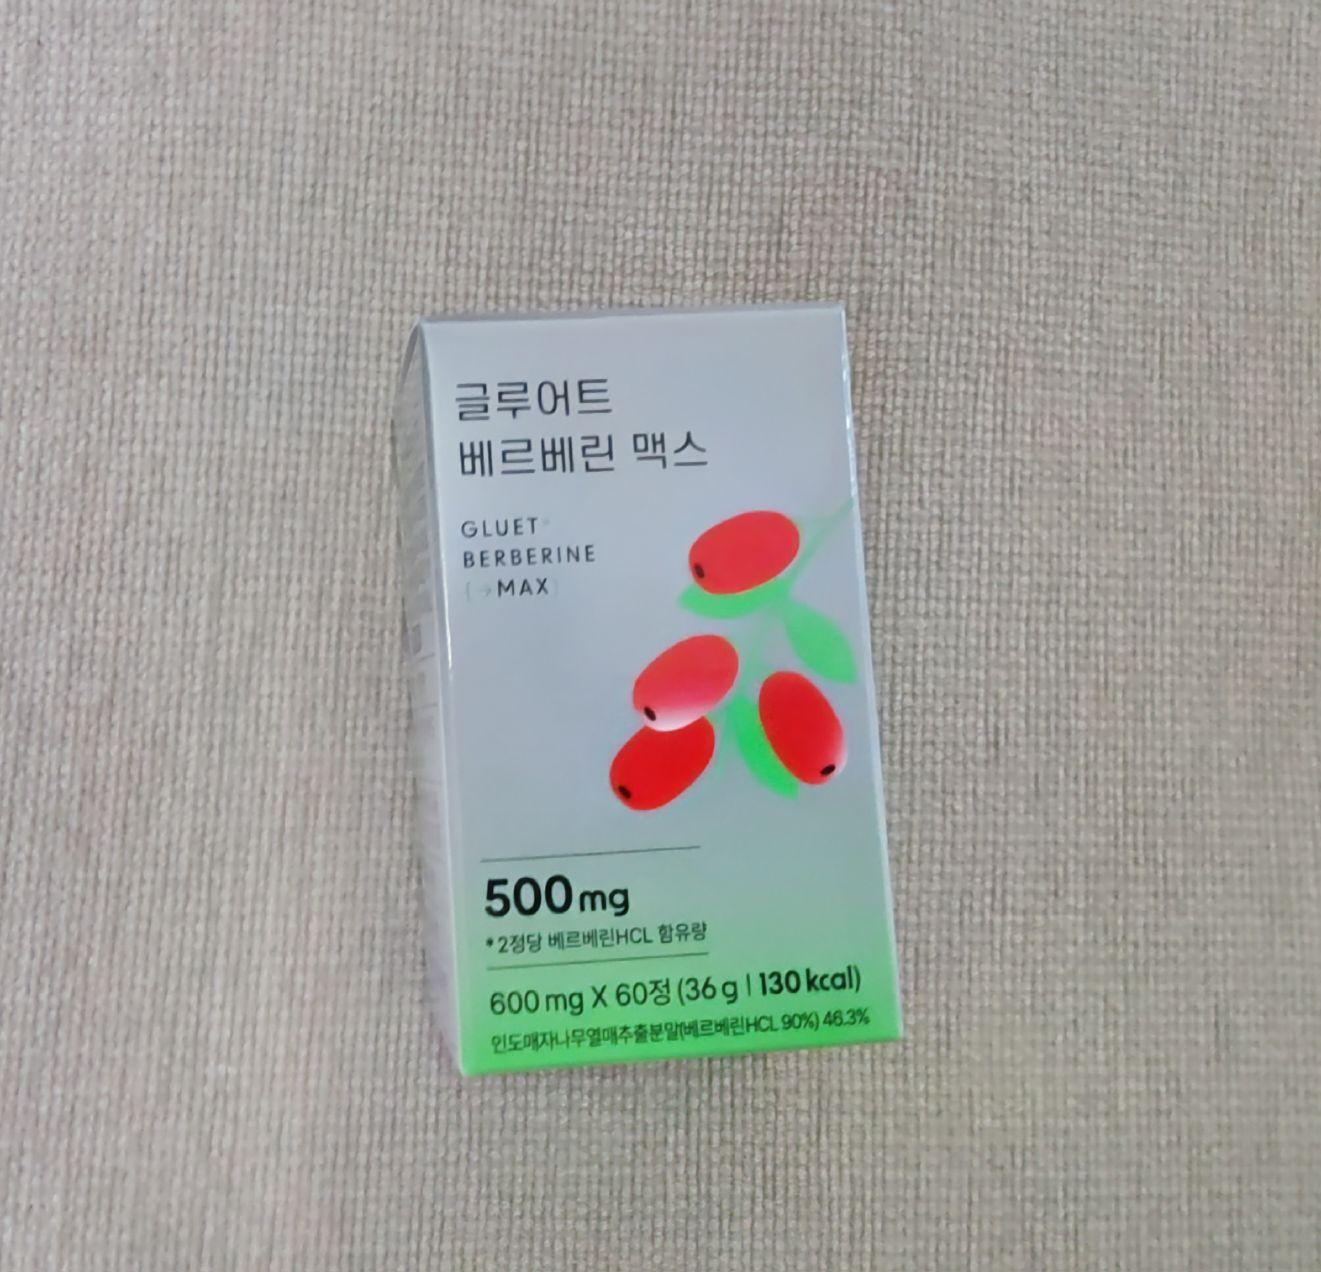 글루어트
베르베린 맥스
GLUET
BERBERINE
(→MAX)
500mg
*2정당 베르베린HCL 함유량
600 mg X 60정 (36 g | 130 kcal)
인도매자나무열매추출분말(베르베린HCL 90%) 46.3%